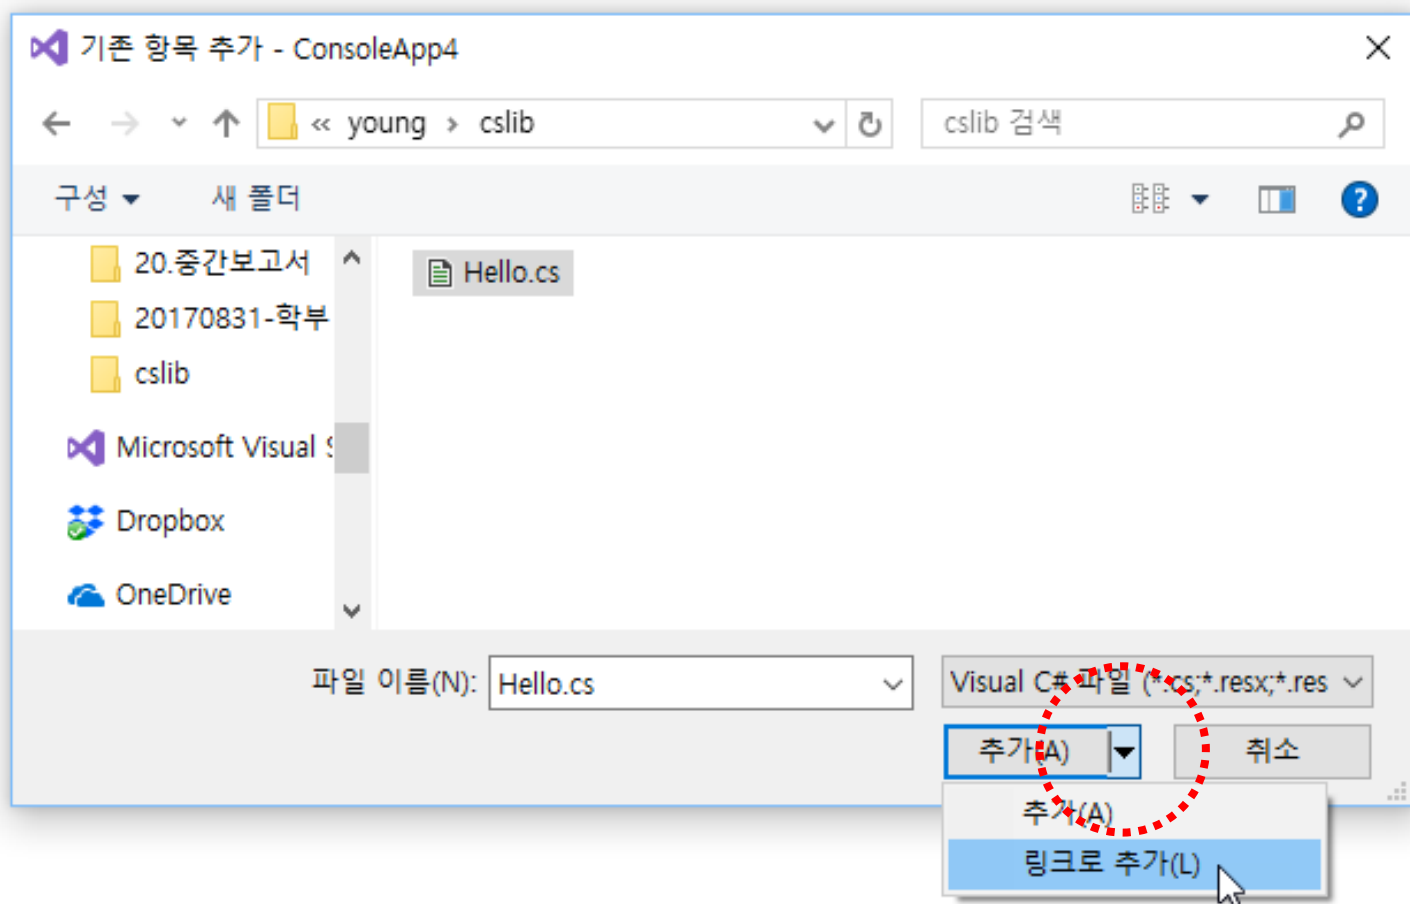 기존 항목 추가 - ConsoleApp4
« young › cslib
cslib 검색
구성
새 폴더
20.중간보고서
20170831-학부
cslib
Microsoft Visual S
Dropbox
OneDrive
Hello.cs
파일 이름(N): Hello.cs
Visual C# 파일 (*.cs;*.resx;*.res
추가(A)
취소
추가(A)
링크로 추가(L)